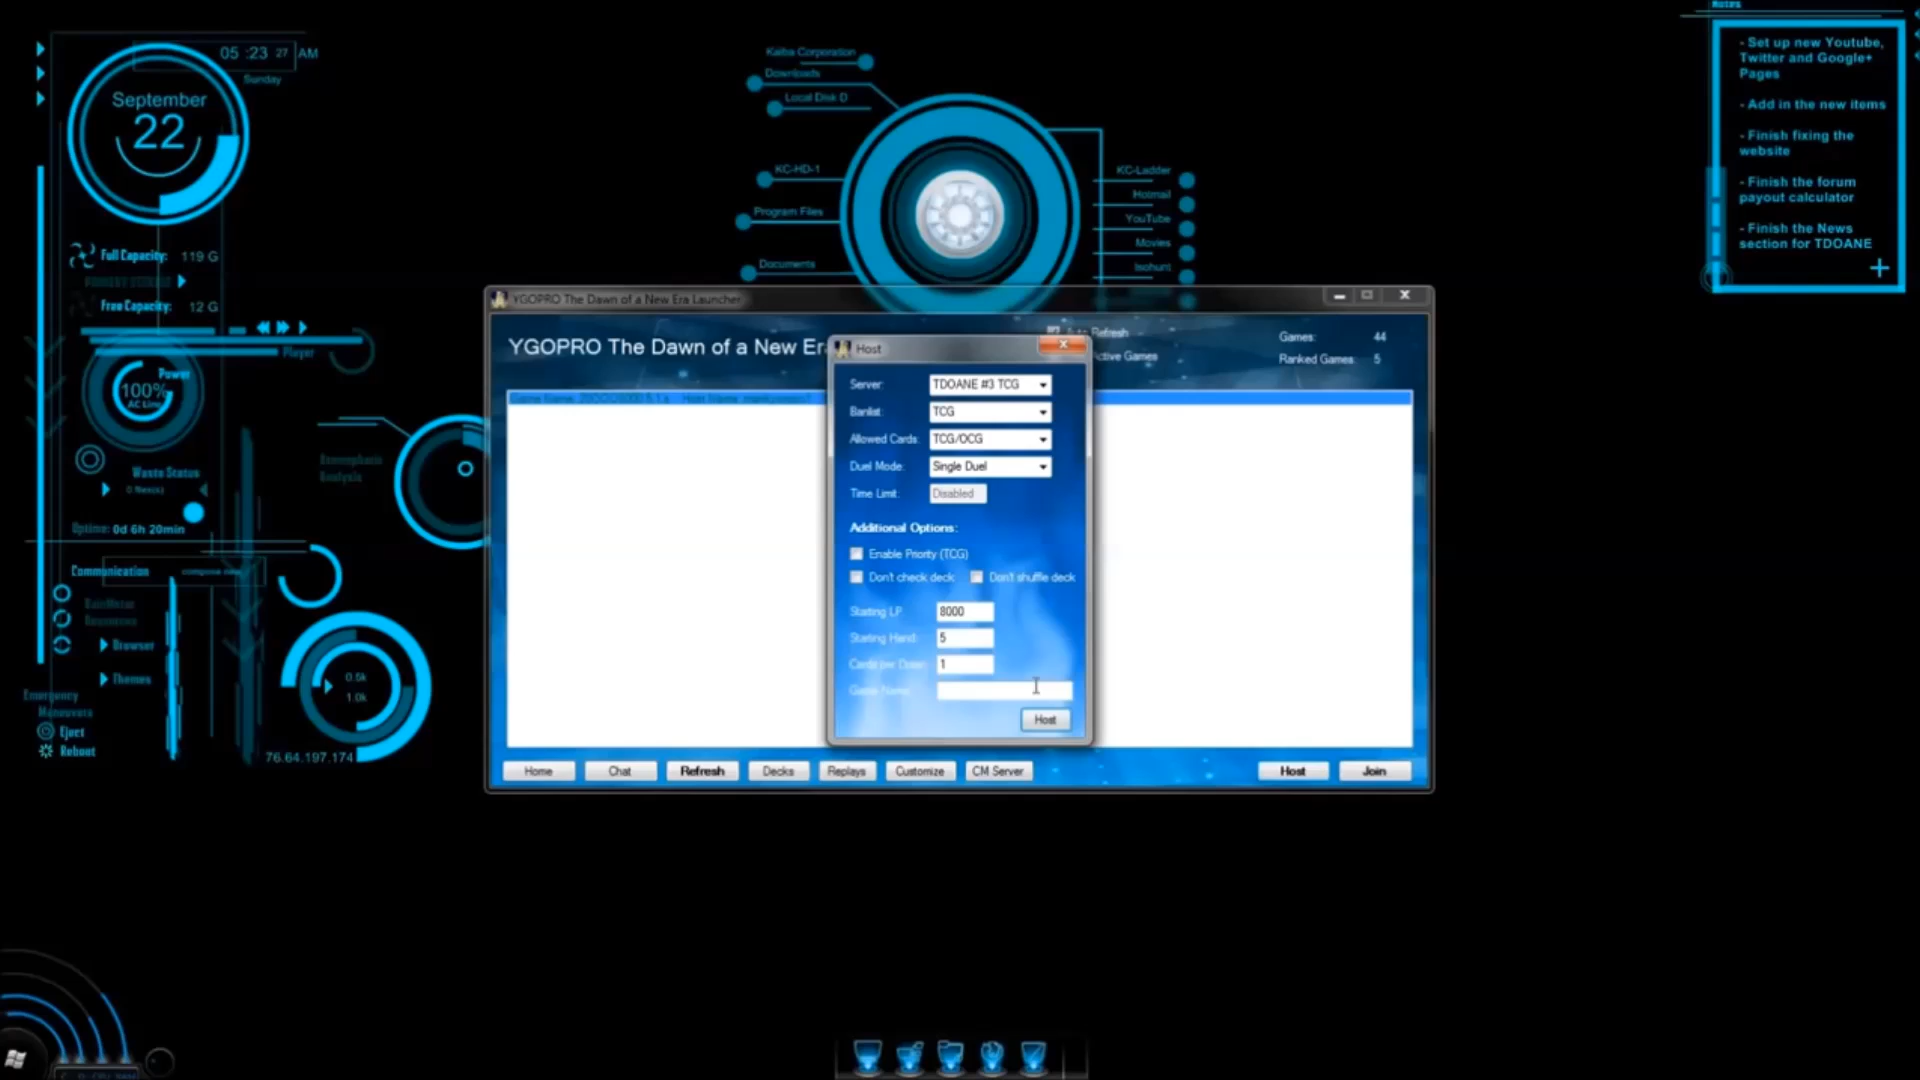 05 :23 27 AM
Sunday
September
22
Full Capacity: 119 G
Free Capacity: 12 G
Player
Power
100%
AC Line
Waste Status
Uptime: 0d 6h 20min
Communication
Browser
Themes
0.5k
1.0k
Emergency
Maneuvers
Eject
Reboot
76.64.197.174
Kaiba Corporation
Downloads
Local Disk D
KC-HD-1
Program Files
Documents
KC-Ladder
Hotmail
YouTube
Movies
Isohunt
Notes
- Set up new Youtube,
Twitter and Google+
Pages
- Add in the new items
- Finish fixing the
website
- Finish the forum
payout calculator
- Finish the News
section for TDOANE
YGOPRO The Dawn of a New Era Launcher
YGOPRO The Dawn of a New Er
Refresh
Active Games
Games: 44
Ranked Games: 5
Host
Server: TDOANE #3 TCG
Banlist: TCG
Allowed Cards: TCG/OCG
Duel Mode: Single Duel
Time Limit: Disabled
Additional Options:
Enable Priority (TCG)
Don't check deck Don't shuffle deck
Starting LP 8000
Starting Hand: 5
Cards per Draw: 1
Game Name:
Host
Home Chat Refresh Decks Replays Customize CM Server Host Join